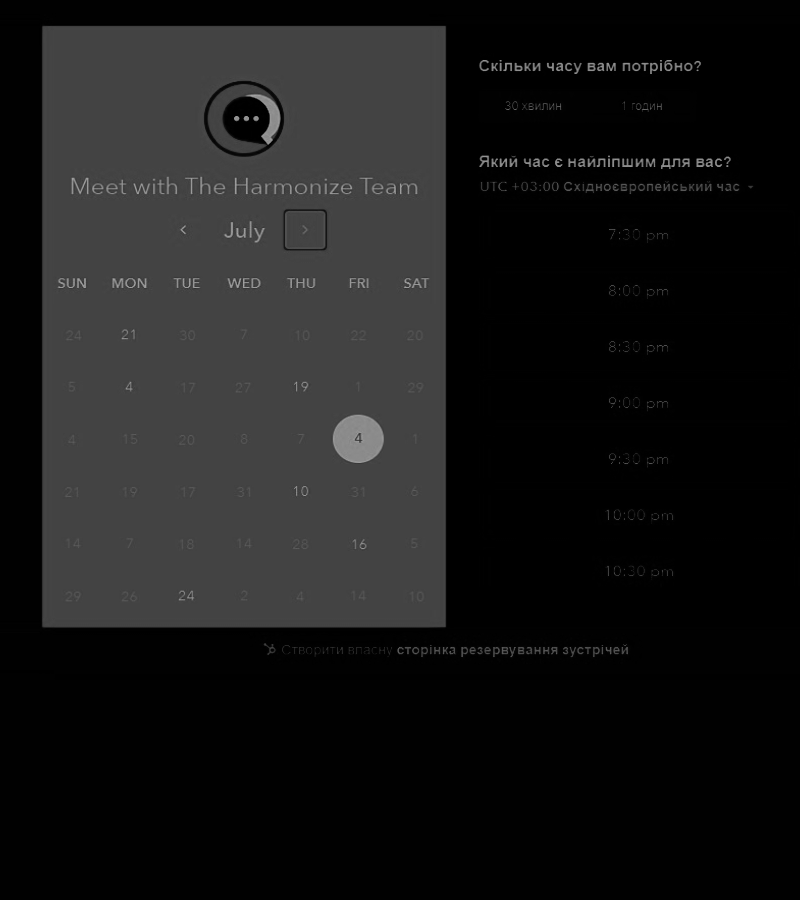 Meet with The Harmonize Team
July
SUN MON TUE WED THU FRI SAT
24 21 30 7 10 22 20
5 4 17 27 19 1 29
4 15 20 8 7 4 1
21 19 17 31 10 31 6
14 7 18 14 28 16 5
29 26 24 2 4 14 10
Скільки часу вам потрібно?
30 хвилин 1 годин
Який час є найліпшим для вас?
UTC +03:00 Східноєвропейський час
7:30 pm
8:00 pm
8:30 pm
9:00 pm
9:30 pm
10:00 pm
10:30 pm
Створити власну сторінка резервування зустрічей